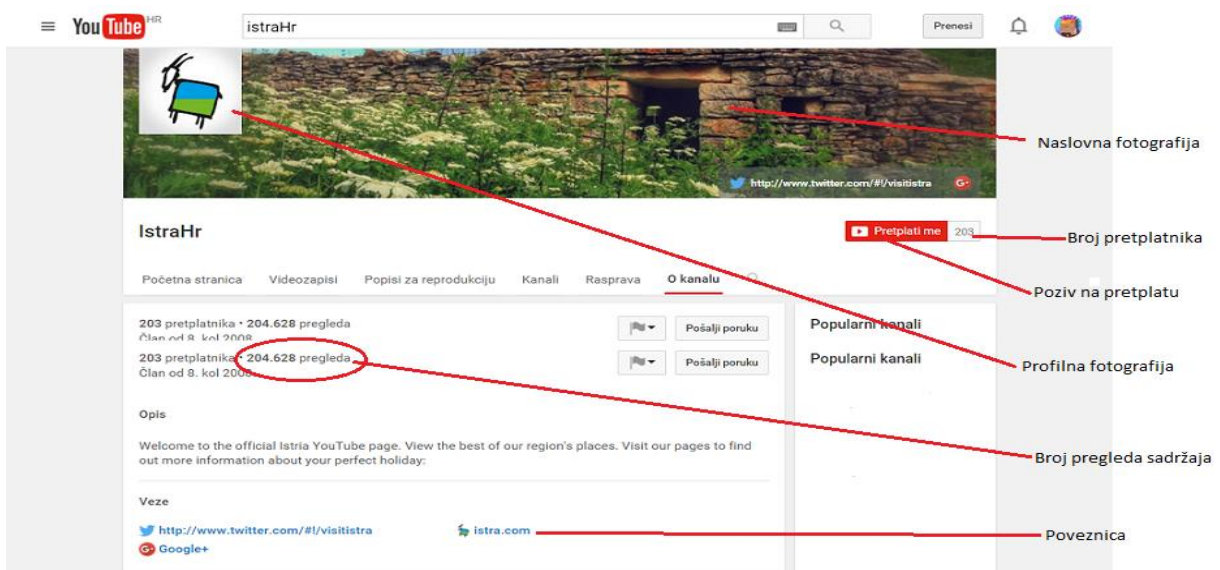 YouTube HR
istraHr
Prenesi
http://www.twitter.com/#!/visitistra G+
Naslovna fotografija
IstraHr
Pretplati me 203
Broj pretplatnika
Početna stranica Videozapisi Popisi za reprodukciju Kanali Rasprava O kanalu
Poziv na pretplatu
203 pretplatnika • 204.628 pregleda
Pošalji poruku
Popularni kanali
Član od 8. kol 2008
203 pretplatnika • 204.628 pregleda
Pošalji poruku
Popularni kanali
Član od 8. kol 2008.
Profilna fotografija
Opis
Welcome to the official Istria YouTube page. View the best of our region's places. Visit our pages to find
out more information about your perfect holiday:
Broj pregleda sadržaja
Veze
http://www.twitter.com/#!/visitistra
istra.com
Poveznica
G+ Google+